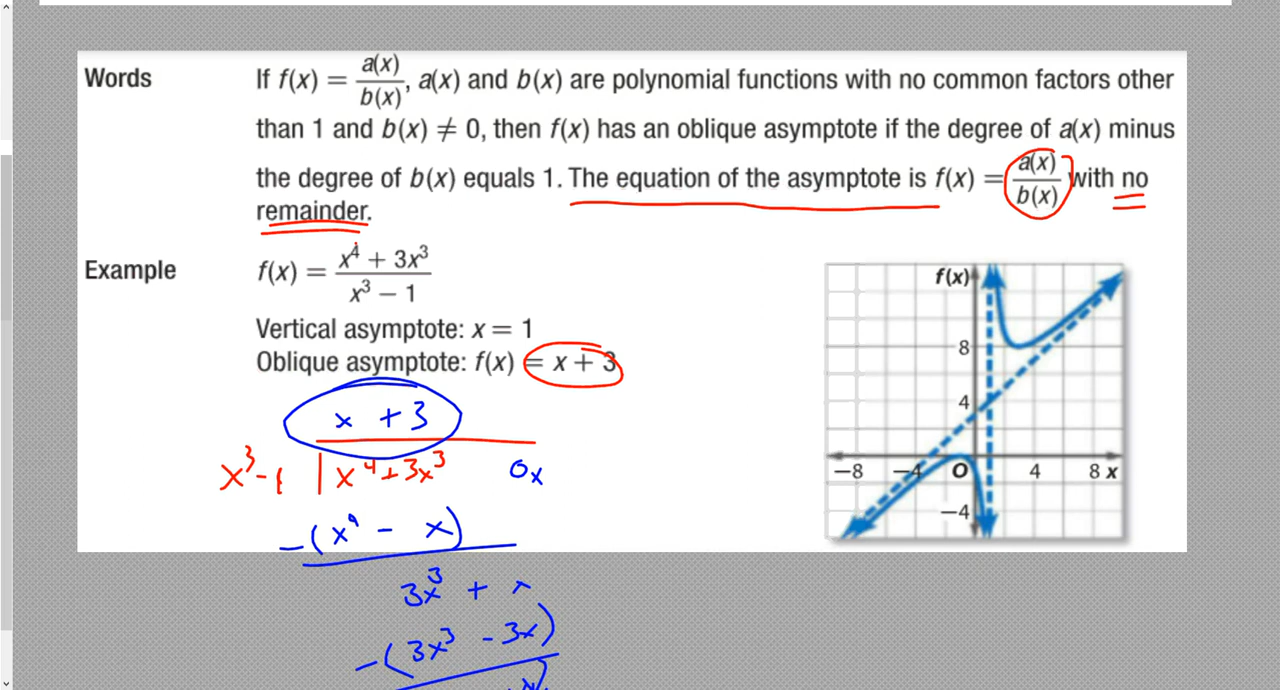 Words
If f(x) = a(x)/b(x), a(x) and b(x) are polynomial functions with no common factors other
than 1 and b(x) ≠ 0, then f(x) has an oblique asymptote if the degree of a(x) minus
the degree of b(x) equals 1. The equation of the asymptote is f(x) = a(x)/b(x) with no
remainder.
Example
f(x) = (x⁴ + 3x³)/(x³ – 1)
Vertical asymptote: x = 1
Oblique asymptote: f(x) = x + 3
x + 3
x³-1 | x⁴+3x³ 0x
-(x⁴ - x)
3x³ +
-(3x³ - 3x)
f(x)
8
4
-8 -4 O 4 8 x
-4